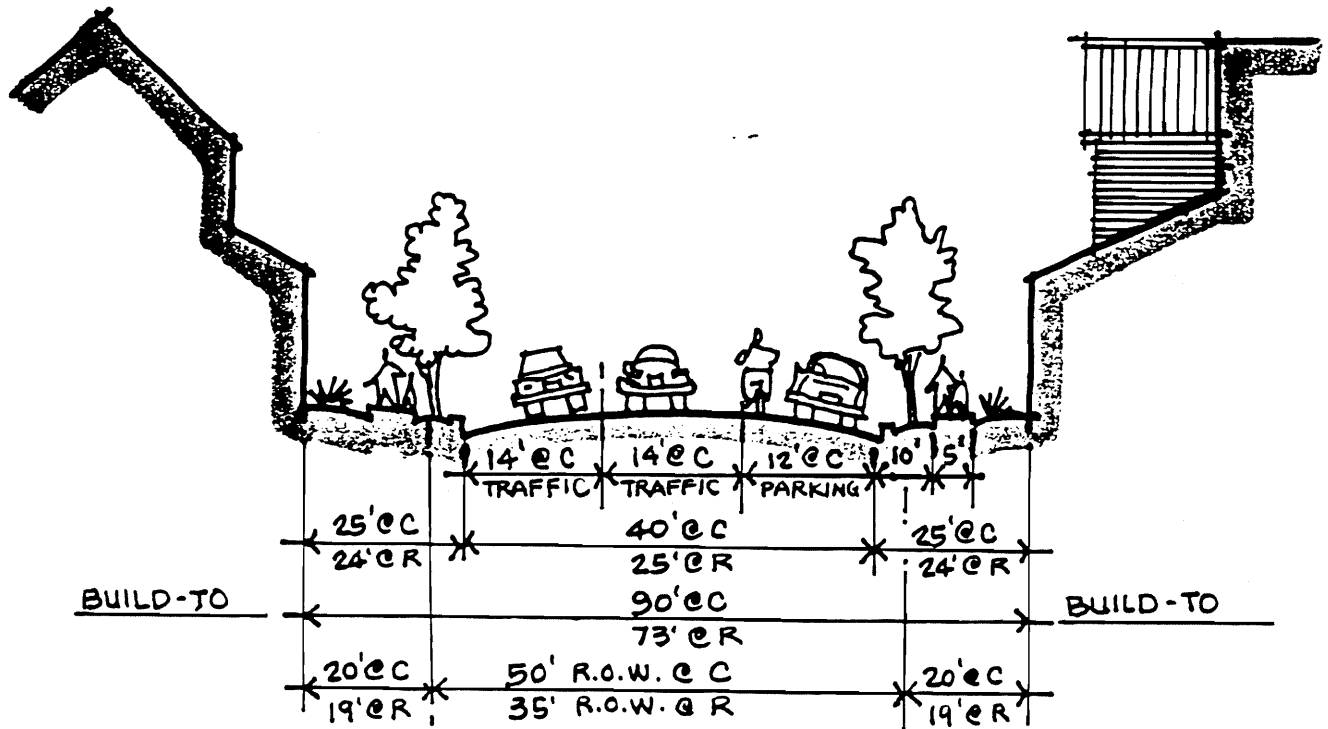 14'@C 14'@C 12'@C 10' 5'
TRAFFIC TRAFFIC PARKING
25'@C 40'@C 25'@C
24'@R 25'@R 24'@R
BUILD-TO 90'@C BUILD-TO
73'@R
20'@C 50' R.O.W. @ C 20'@C
19'@R 35' R.O.W. @ R 19'@R